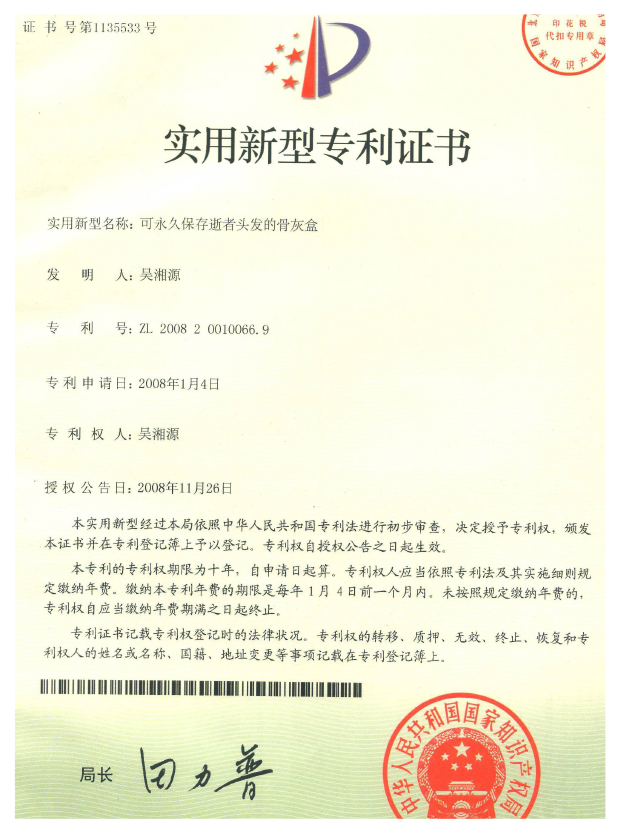 证 书 号 第1135533 号
印 花 税
代扣专用章
国家知识产权局
实用新型专利证书
实用新型名称：可永久保存逝者头发的骨灰盒
发 明 人：吴湘源
专 利 号：ZL 2008 2 0010066.9
专利申请日：2008年1月4日
专 利 权 人：吴湘源
授权公告日：2008年11月26日
本实用新型经过本局依照中华人民共和国专利法进行初步审查，决定授予专利权，颁发
本证书并在专利登记簿上予以登记。专利权自授权公告之日起生效。
本专利的专利权期限为十年，自申请日起算。专利权人应当依照专利法及其实施细则规
定缴纳年费。缴纳本专利年费的期限是每年 1 月 4 日前一个月内。未按照规定缴纳年费的，
专利权自应当缴纳年费期满之日起终止。
专利证书记载专利权登记时的法律状况。专利权的转移、质押、无效、终止、恢复和专
利权人的姓名或名称、国籍、地址变更等事项记载在专利登记簿上。
局长 田力普
中华人民共和国国家知识产权局